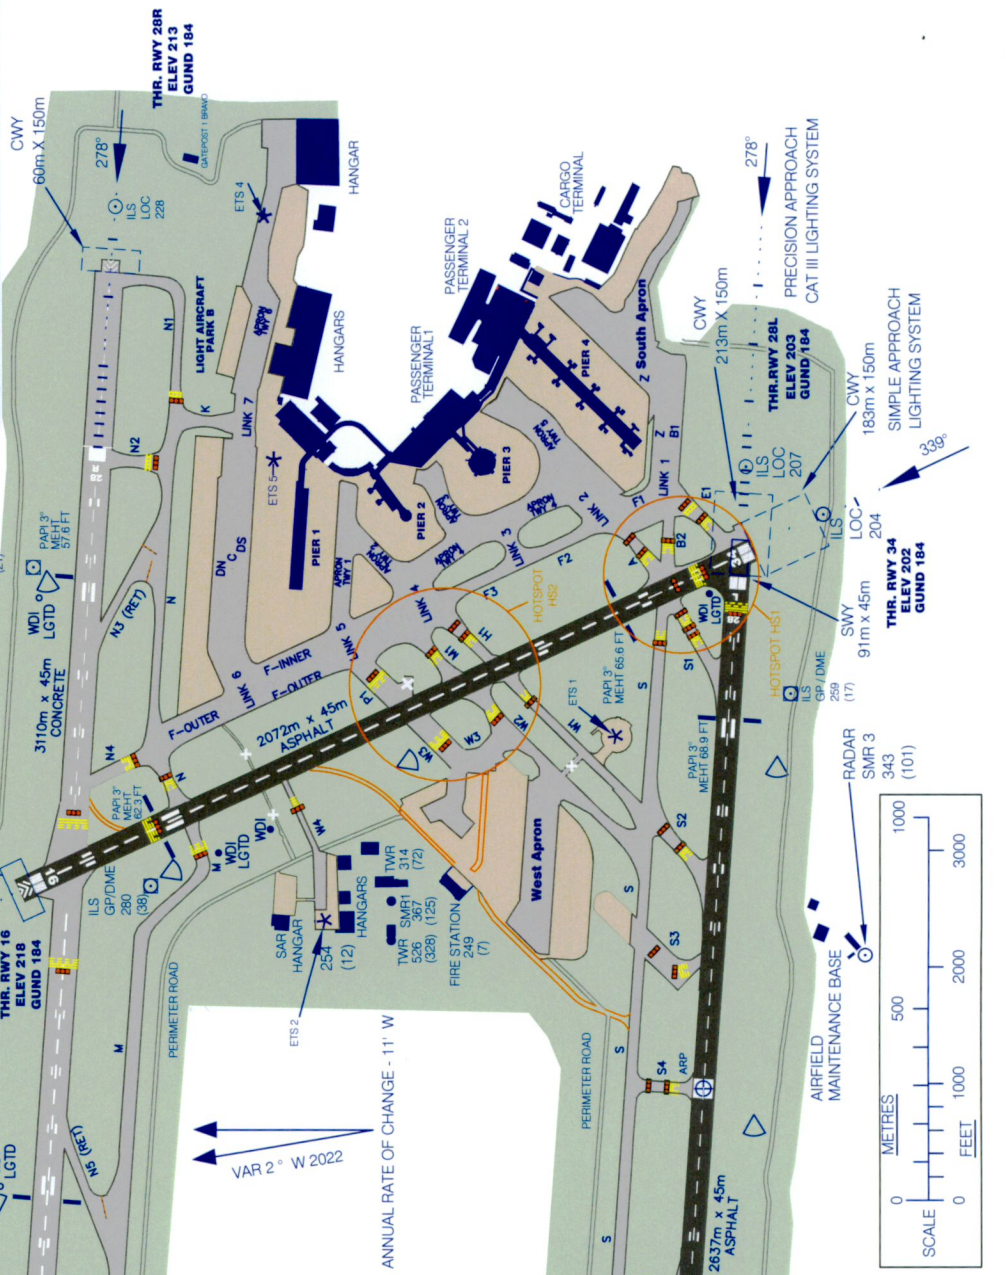 THR. RWY 28R
ELEV 213
GUND 184
CWY
60m X 150m
278°
ILS
LOC
228
GATEPOST 1 BRAVO
ETS 4
HANGAR
N1
LIGHT AIRCRAFT
PARK B
APRON
TWY 6
HANGARS
PASSENGER
TERMINAL 2
CARGO
TERMINAL
PASSENGER
TERMINAL1
278°
PRECISION APPROACH
CAT III LIGHTING SYSTEM
CWY
213m X 150m
THR.RWY 28L
ELEV 203
GUND 184
CWY
183m x 150m
SIMPLE APPROACH
LIGHTING SYSTEM
339°
N2
K
LINK 7
28
R
ETS 5
PIER 1
PIER 2
PIER 3
PIER 4
APRON
TWY 5
South Apron
Z
Z
B1
LINK 1
ILS
LOC
207
ILS
LOC
204
PAPI 3°
MEHT
57.6 FT
WDI
LGTD
N3 (RET)
N
DN
C
DS
APRON
TWY
LINK 2
LINK 3
APRON
TWY 4
F1
F2
F3
E1
B2
A
34
HOTSPOT
HS2
LINK 4
LINK 5
LINK 6
F-INNER
F-OUTER
F-OUTER
H1
M1
P1
SWY
91m x 45m
THR. RWY 34
ELEV 202
GUND 184
WDI
LGTD
28
L
HOTSPOT HS1
S1
S
PAPI 3°
MEHT 65.6 FT
ILS
GP / DME
259
(17)
3110m x 45m
CONCRETE
2072m x 45m
ASPHALT
N4
N
PAPI 3°
MEHT
62.3 FT
W3
W3
W2
W1
ETS 1
PAPI 3°
MEHT 68.9 FT
RADAR
SMR 3
343
(101)
16
ILS
GP/DME
280
(38)
M
WDI
LGTD
WDI
W4
THR. RWY 16
ELEV 218
GUND 184
SAR
HANGAR
254
(12)
HANGARS
TWR
314
(72)
TWR
526
(328)
SMR1
367
(125)
FIRE STATION
249
(7)
West Apron
S
S2
S3
ETS 2
PERIMETER ROAD
M
LGTD
N5 (RET)
VAR 2° W 2022
ANNUAL RATE OF CHANGE - 11' W
PERIMETER ROAD
S
S4
ARP
S
2637m x 45m
ASPHALT
AIRFIELD
MAINTENANCE BASE
SCALE
METRES
0
500
1000
FEET
0
1000
2000
3000